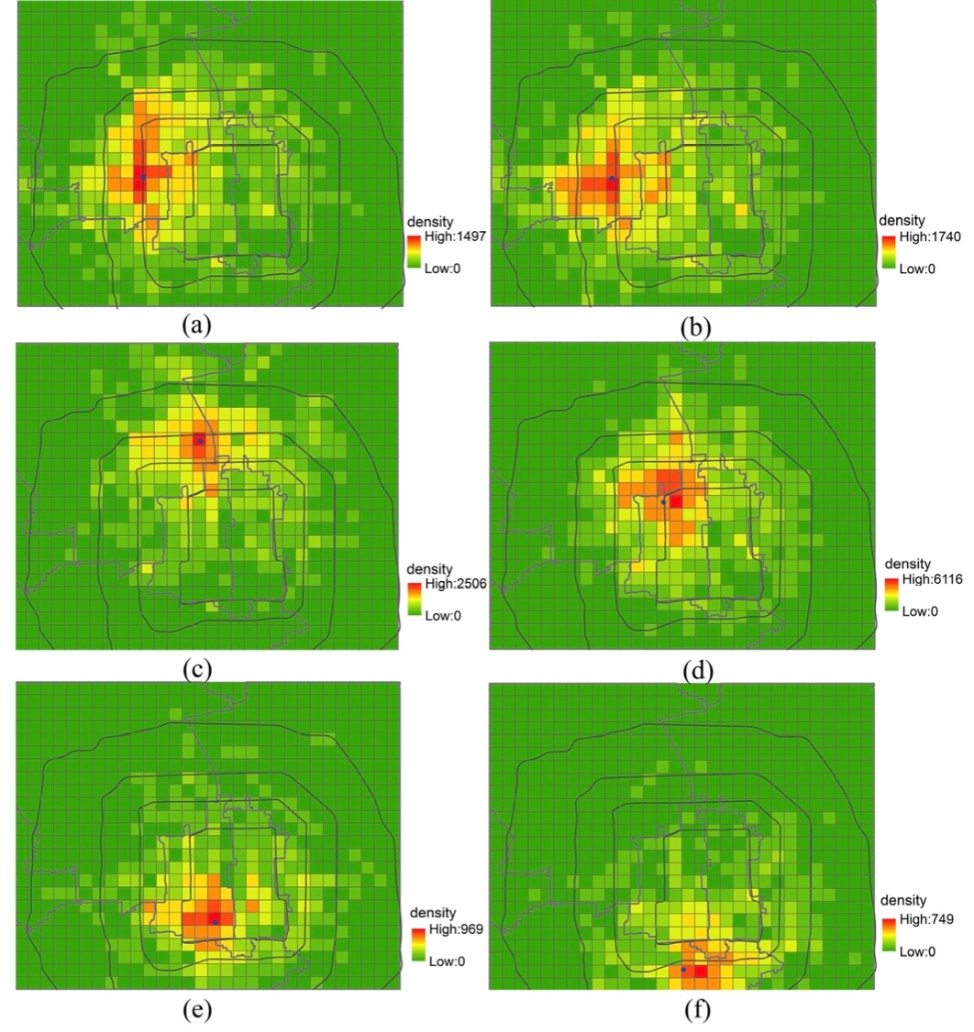 density
High:1497
Low:0
(a)
density
High:1740
Low:0
(b)
density
High:2506
Low:0
(c)
density
High:6116
Low:0
(d)
density
High:969
Low:0
(e)
density
High:749
Low:0
(f)